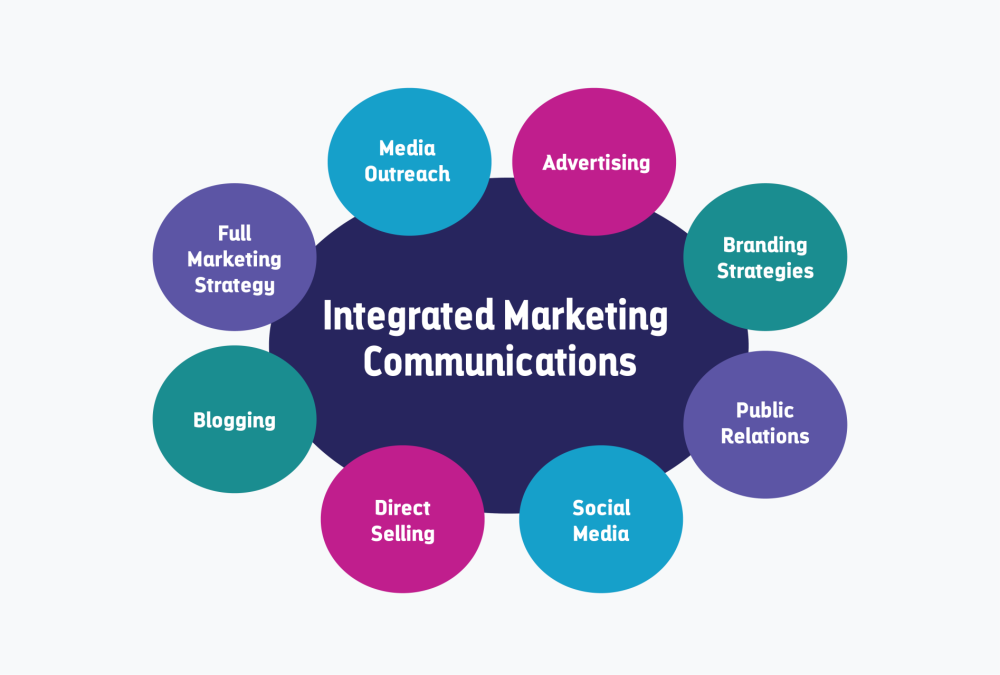 Media
Outreach
Advertising
Full
Marketing
Strategy
Branding
Strategies
Integrated Marketing
Communications
Blogging
Public
Relations
Direct
Selling
Social
Media